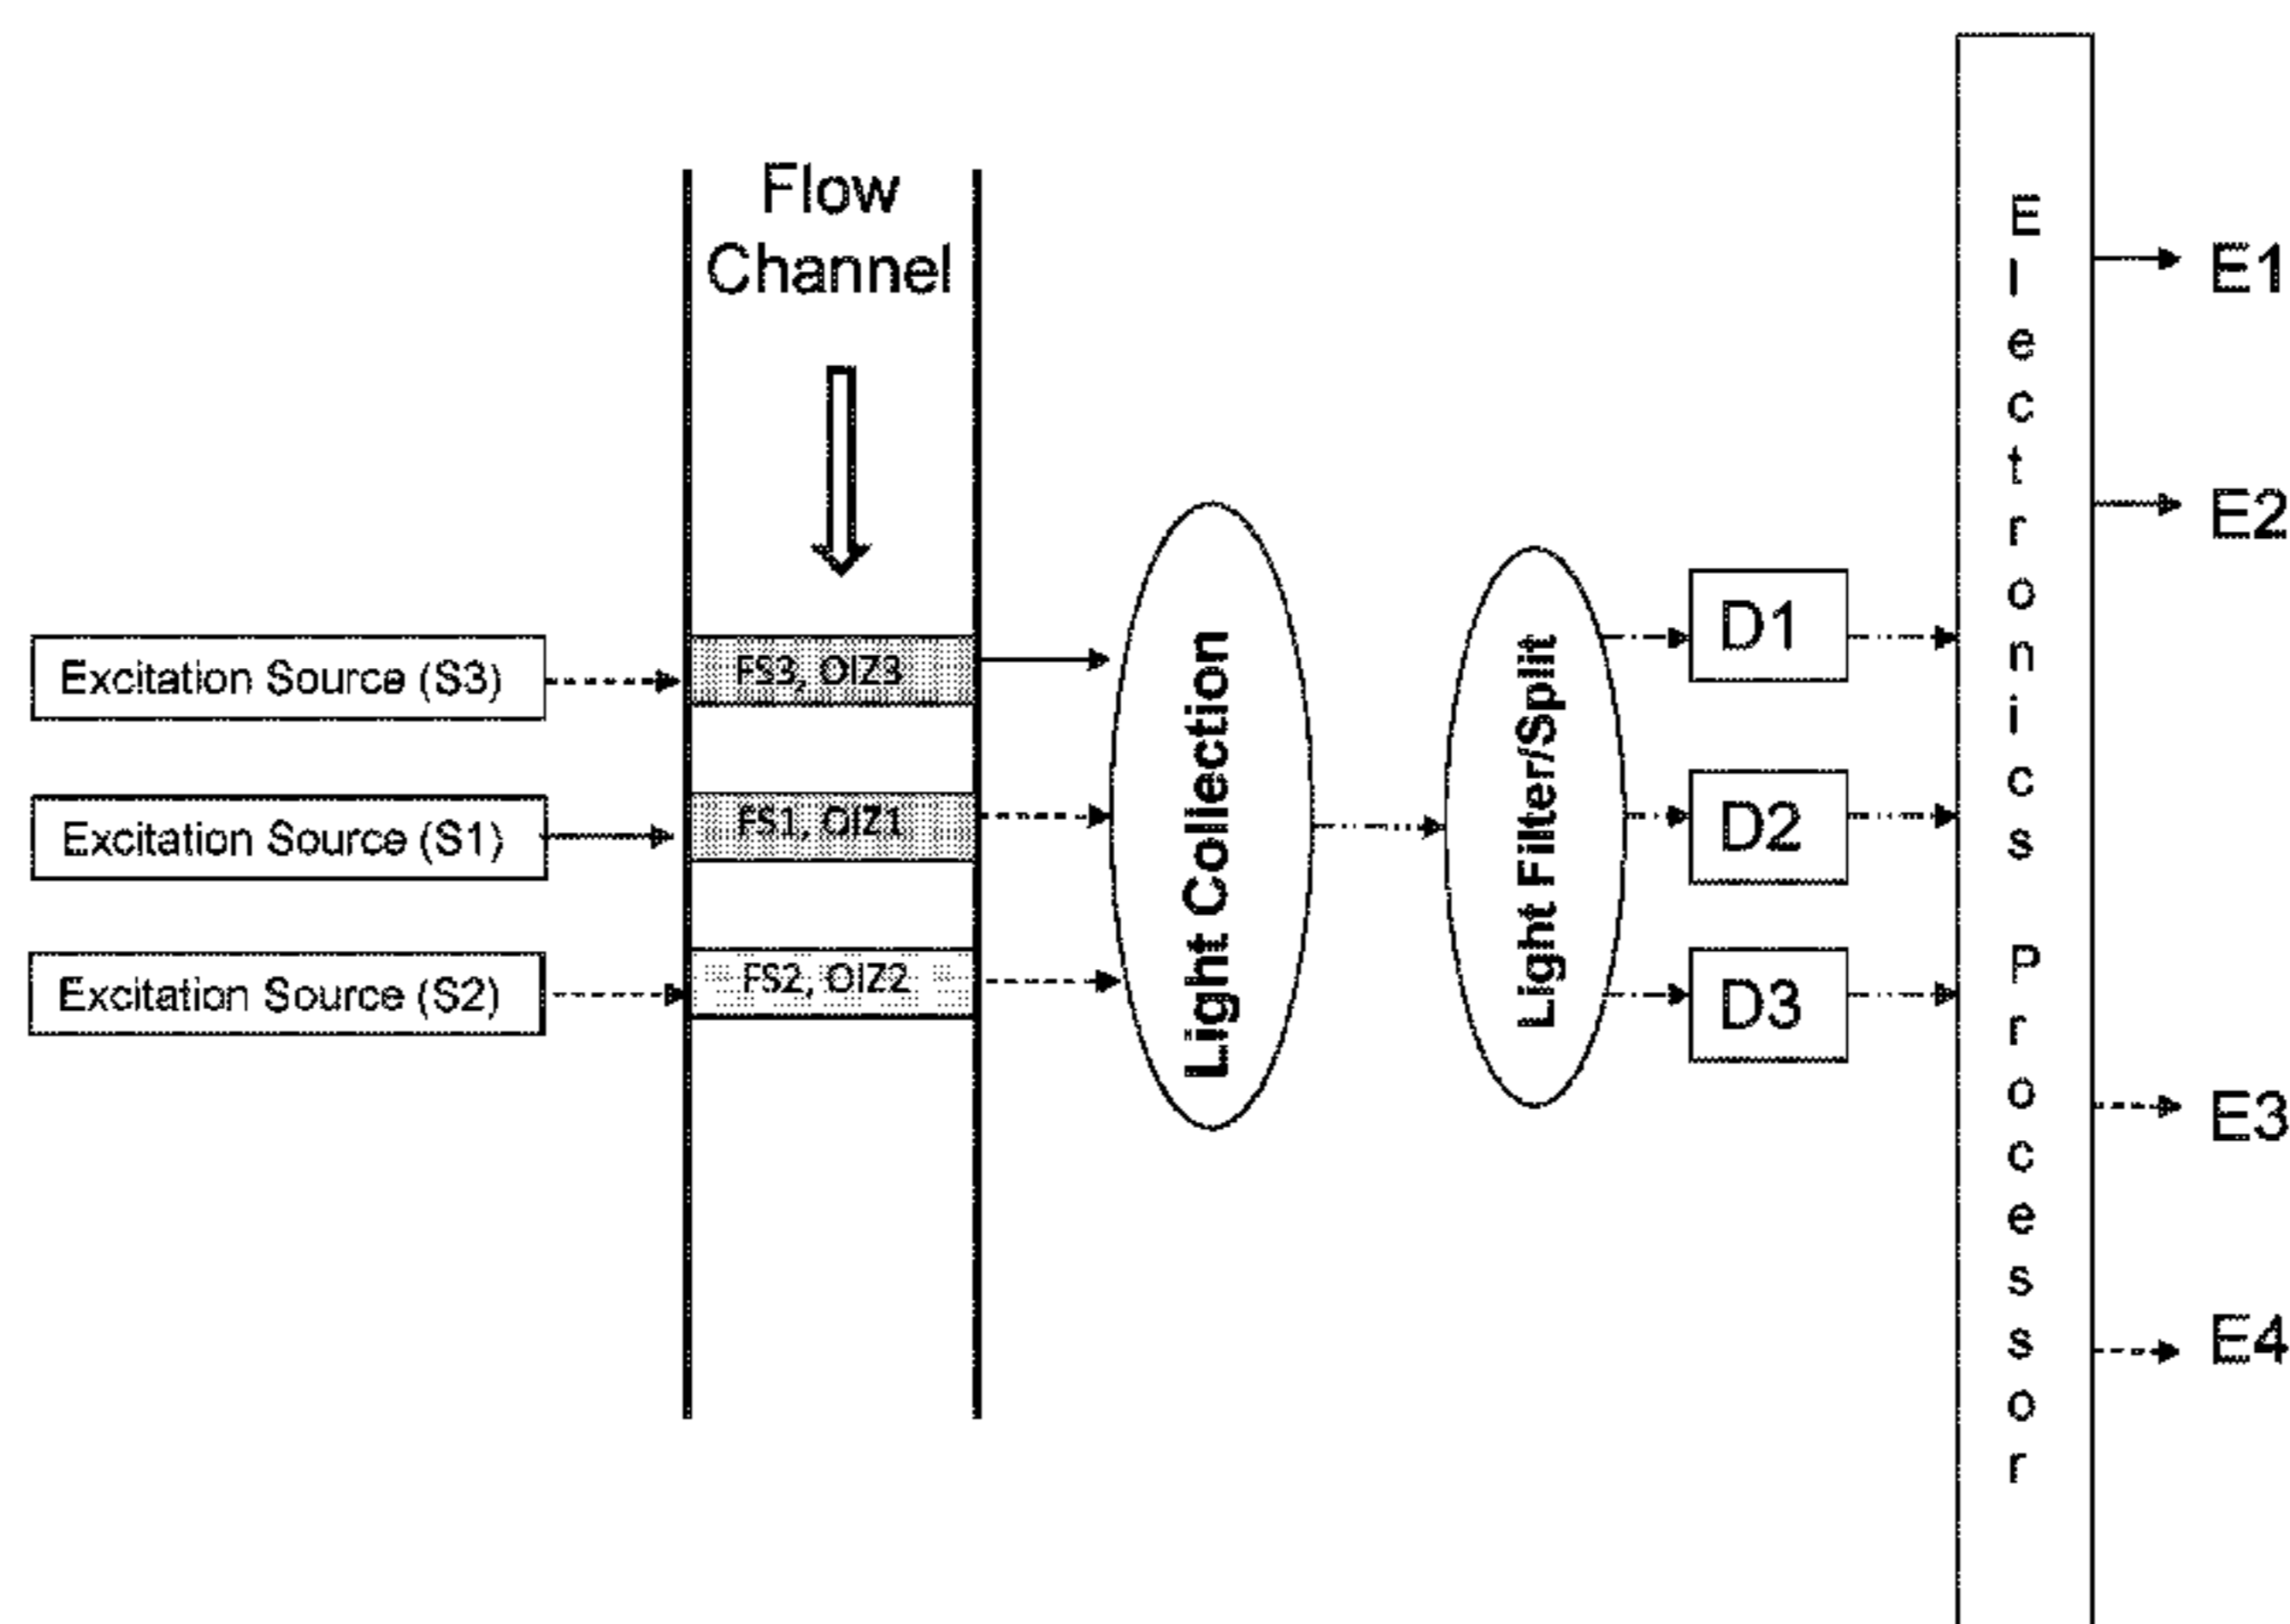 Flow
Channel
Excitation Source (S3)
FS3, OIZ3
Excitation Source (S1)
FS1, OIZ1
Excitation Source (S2)
FS2, OIZ2
Light Collection
Light Filter/Split
D1
D2
D3
Electronics Processor
E1
E2
E3
E4